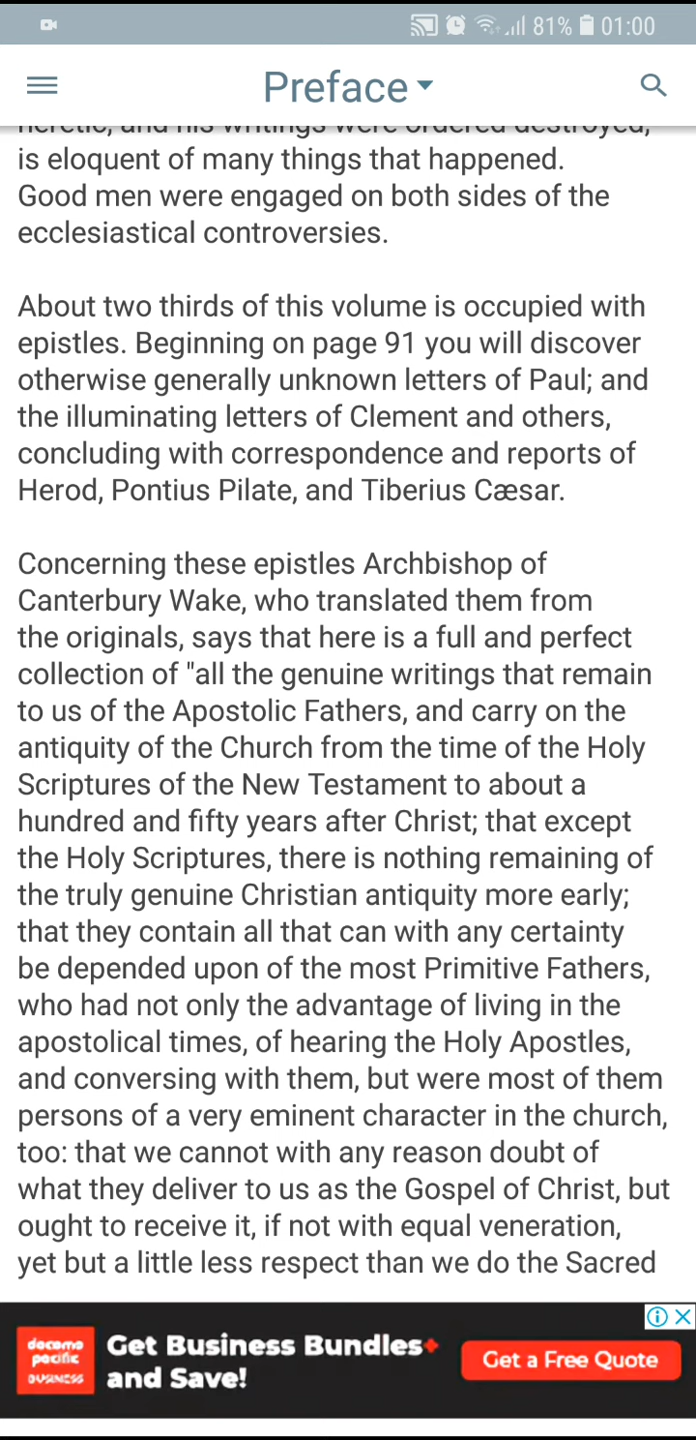 81% 01:00
Preface
heretic, and his writings were ordered destroyed,
is eloquent of many things that happened.
Good men were engaged on both sides of the
ecclesiastical controversies.
About two thirds of this volume is occupied with
epistles. Beginning on page 91 you will discover
otherwise generally unknown letters of Paul; and
the illuminating letters of Clement and others,
concluding with correspondence and reports of
Herod, Pontius Pilate, and Tiberius Cæsar.
Concerning these epistles Archbishop of
Canterbury Wake, who translated them from
the originals, says that here is a full and perfect
collection of "all the genuine writings that remain
to us of the Apostolic Fathers, and carry on the
antiquity of the Church from the time of the Holy
Scriptures of the New Testament to about a
hundred and fifty years after Christ; that except
the Holy Scriptures, there is nothing remaining of
the truly genuine Christian antiquity more early;
that they contain all that can with any certainty
be depended upon of the most Primitive Fathers,
who had not only the advantage of living in the
apostolical times, of hearing the Holy Apostles,
and conversing with them, but were most of them
persons of a very eminent character in the church,
too: that we cannot with any reason doubt of
what they deliver to us as the Gospel of Christ, but
ought to receive it, if not with equal veneration,
yet but a little less respect than we do the Sacred
docomo
pacific
BUSINESS
Get Business Bundles+
and Save!
Get a Free Quote